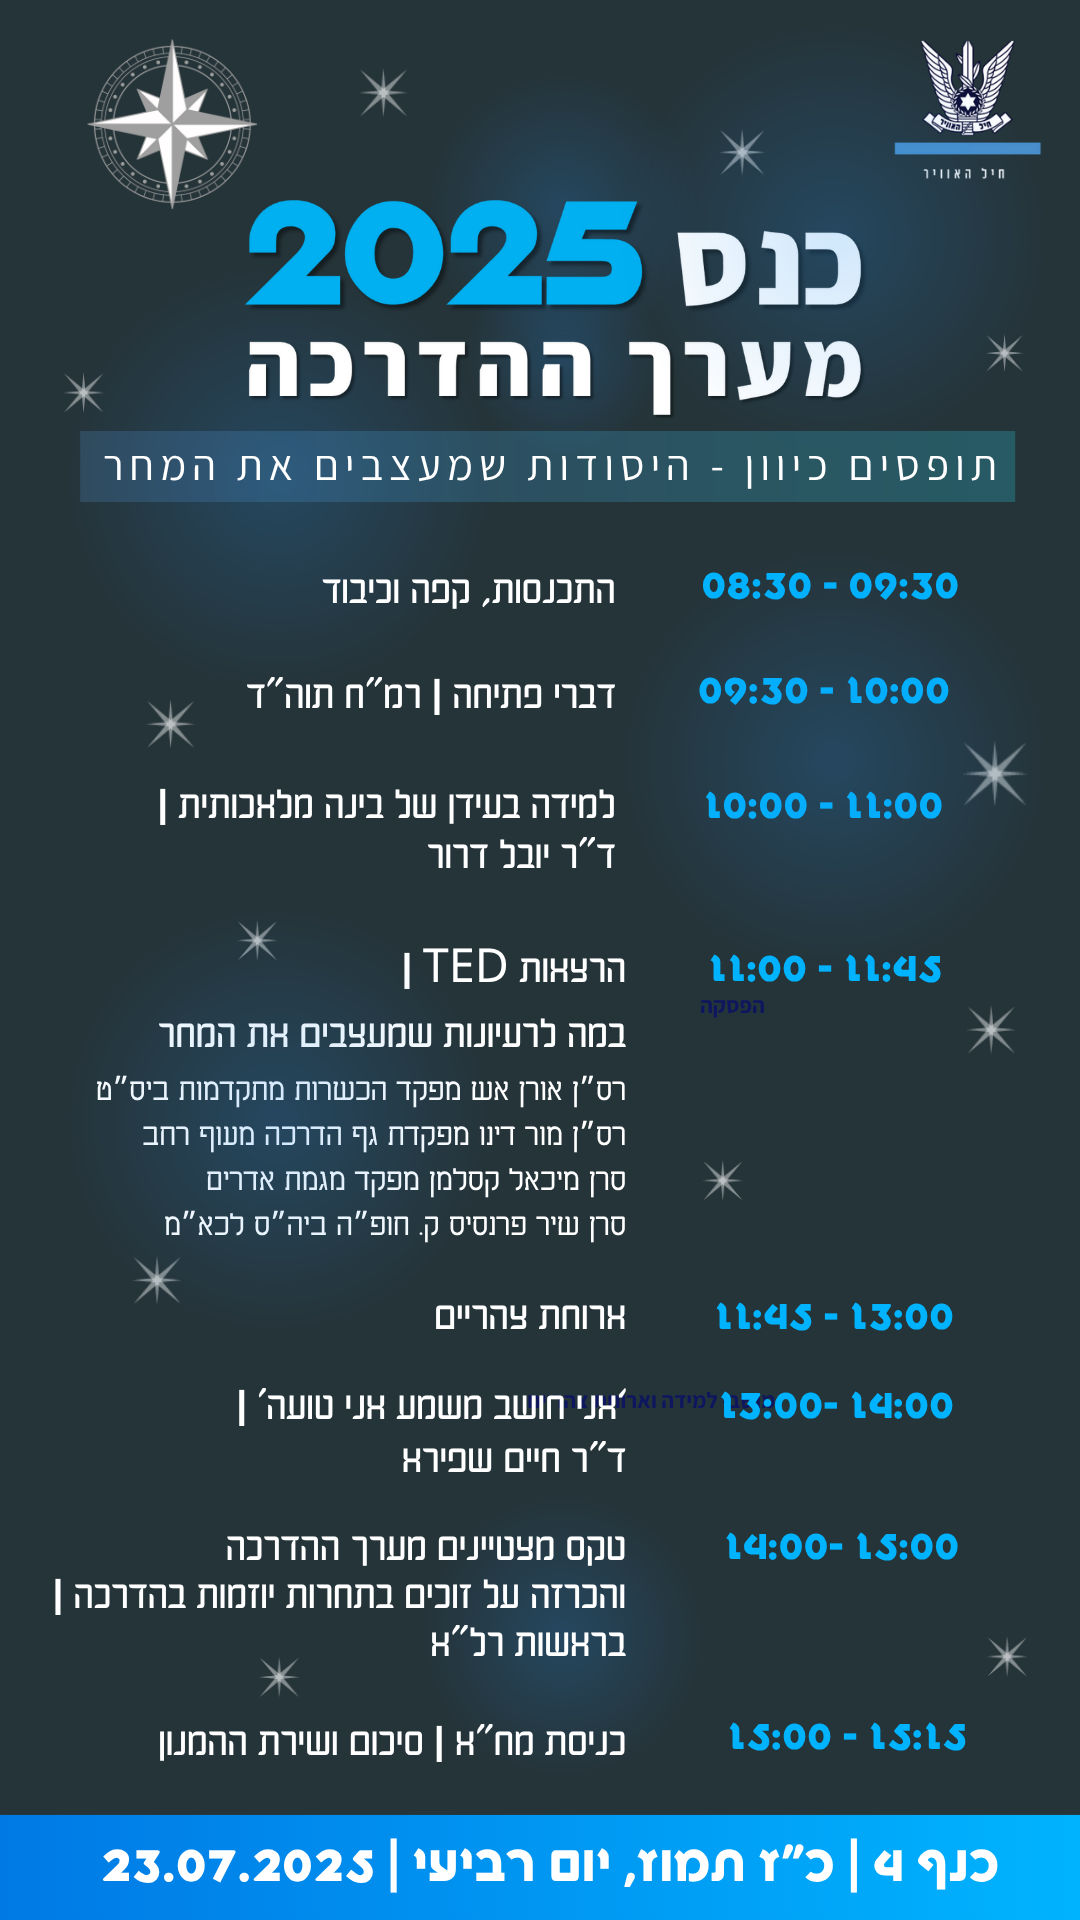 חיל האוויר
חיל האוויר
כנס 2025
מערך ההדרכה
תופסים כיוון - היסודות שמעצבים את המחר
08:30 - 09:30
התכנסות, קפה וכיבוד
09:30 - 10:00
דברי פתיחה | רמ״ח תוה״ד
10:00 - 11:00
למידה בעידן של בינה מלאכותית |
ד״ר יובל דרור
11:00 - 11:45
הפסקה
הרצאות TED |
במה לרעיונות שמעצבים את המחר
רס״ן אורן אש מפקד הכשרות מתקדמות ביס״ט
רס״ן מור דינו מפקדת גף הדרכה מעוף רחב
סרן מיכאל קסלמן מפקד מגמת אדרים
סרן שיר פרנסיס ק. חופ״ה ביה״ס לכא״מ
11:45 - 13:00
ארוחת צהריים
13:00- 14:00
למידה
׳אני חושב משמע אני טועה׳ |
ד״ר חיים שפירא
14:00- 15:00
טקס מצטיינים מערך ההדרכה
והכרזה על זוכים בתחרות יוזמות בהדרכה |
בראשות רל״א
15:00 - 15:15
כניסת מח״א | סיכום ושירת ההמנון
כנף 4 | כ״ז תמוז, יום רביעי | 23.07.2025